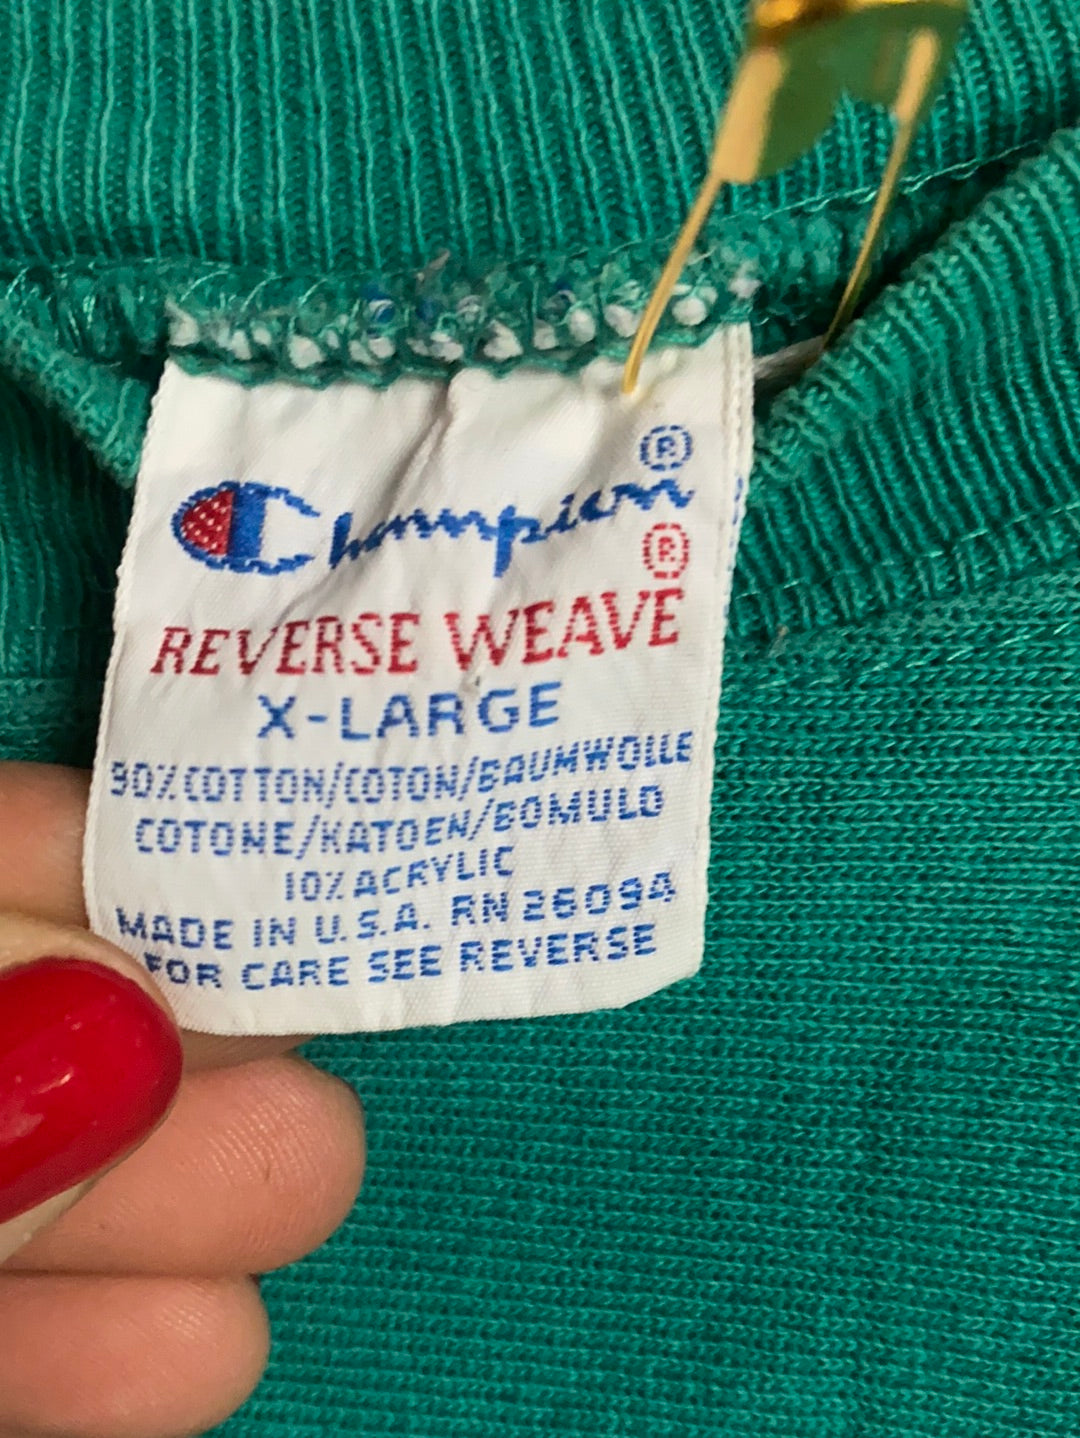 Champion ®
®
REVERSE WEAVE
X-LARGE
90% COTTON/COTON/BAUMWOLLE
COTONE/KATOEN/BOMULD
10% ACRYLIC
MADE IN U.S.A. RN 26094
FOR CARE SEE REVERSE